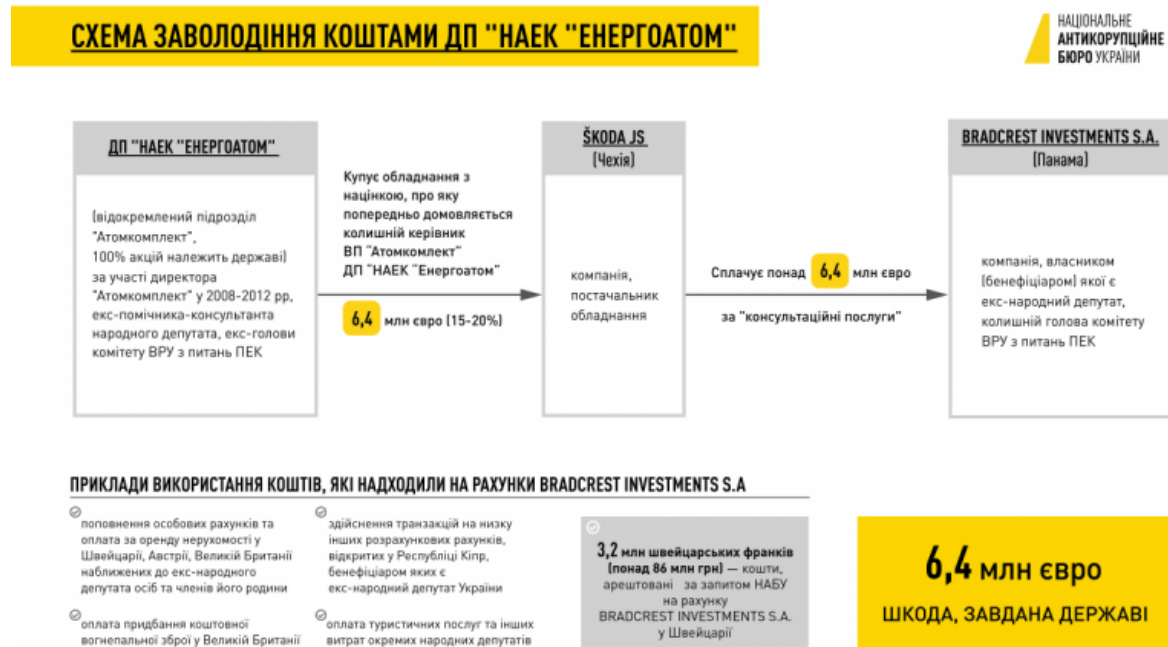 СХЕМА ЗАВОЛОДІННЯ КОШТАМИ ДП "НАЕК "ЕНЕРГОАТОМ"
НАЦІОНАЛЬНЕ
АНТИКОРУПЦІЙНЕ
БЮРО УКРАЇНИ
ДП "НАЕК "ЕНЕРГОАТОМ"
(відокремлений підрозділ
"Атомкомплект",
100% акцій належить державі)
за участі директора
"Атомкомплект" у 2008-2012 рр,
екс-помічника-консультанта
народного депутата, екс-голови
комітету ВРУ з питань ПЕК
Купує обладнання з
націнкою, про яку
попередньо домовляється
колишній керівник
ВП "Атомкомлект"
ДП "НАЕК "Енергоатом"
6,4 млн євро (15-20%)
ŠKODA JS
(Чехія)
компанія,
постачальник
обладнання
Сплачує понад 6,4 млн євро
за "консультаційні послуги"
BRADCREST INVESTMENTS S.A.
(Панама)
компанія, власником
(бенефіціаром) якої є
екс-народний депутат,
колишній голова комітету
ВРУ з питань ПЕК
ПРИКЛАДИ ВИКОРИСТАННЯ КОШТІВ, ЯКІ НАДХОДИЛИ НА РАХУНКИ BRADCREST INVESTMENTS S.A
поповнення особових рахунків та
оплата за оренду нерухомості у
Швейцарії, Австрії, Великій Британії
наближених до екс-народного
депутата осіб та членів його родини
оплата придбання коштовної
вогнепальної зброї у Великій Британії
здійснення транзакцій на низку
інших розрахункових рахунків,
відкритих у Республіці Кіпр,
бенефіціаром яких є
екс-народний депутат України
оплата туристичних послуг та інших
витрат окремих народних депутатів
3,2 млн швейцарських франків
(понад 86 млн грн) — кошти,
арештовані за запитом НАБУ
на рахунку
BRADCREST INVESTMENTS S.A.
у Швейцарії
6,4 млн євро
ШКОДА, ЗАВДАНА ДЕРЖАВІ